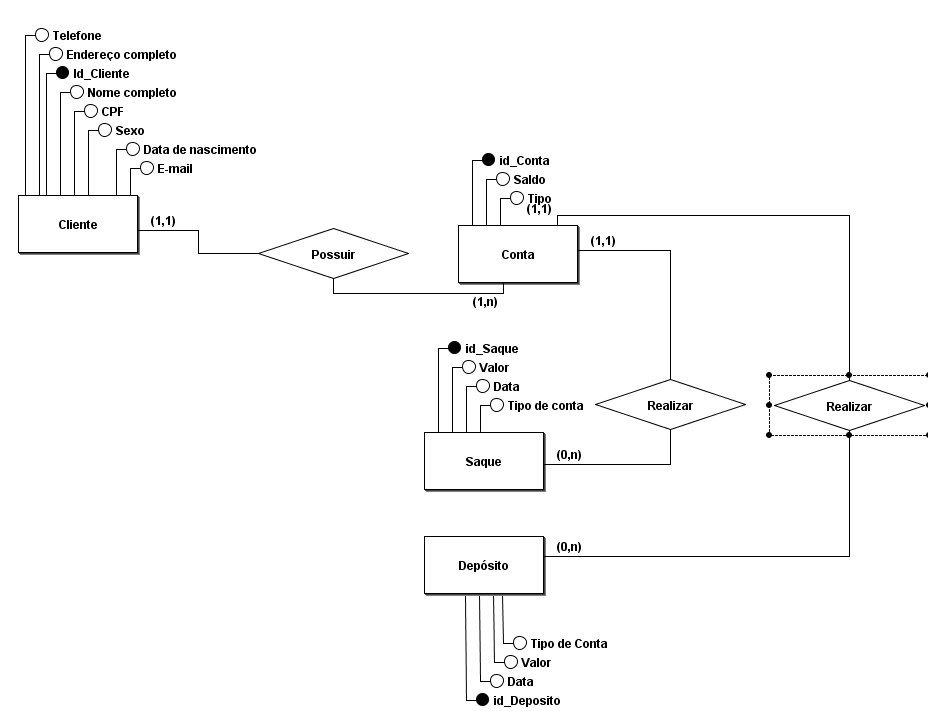 Telefone
Endereço completo
Id_Cliente
Nome completo
CPF
Sexo
Data de nascimento
E-mail
Cliente
(1,1)
Possuir
id_Conta
Saldo
Tipo
(1,1)
Conta
(1,1)
(1,n)
id_Saque
Valor
Data
Tipo de conta
Saque
(0,n)
Realizar
Realizar
Depósito
(0,n)
Tipo de Conta
Valor
Data
id_Deposito